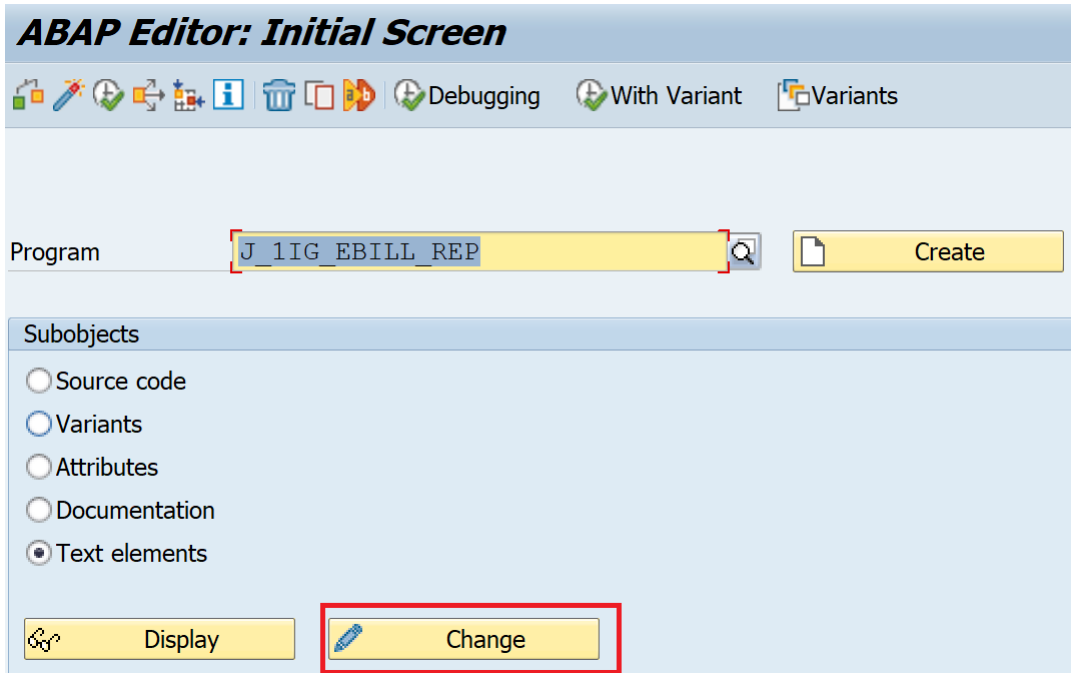 ABAP Editor: Initial Screen
Debugging With Variant Variants
Program J_1IG_EBILL_REP Create
Subobjects
Source code
Variants
Attributes
Documentation
Text elements
Display Change